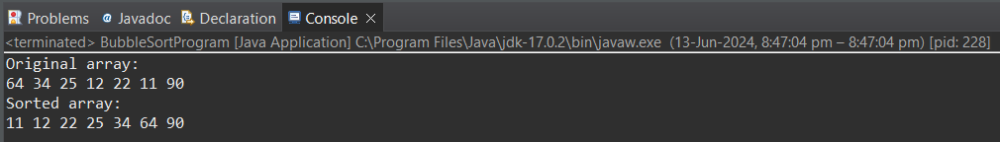 Problems @ Javadoc Declaration Console
<terminated> BubbleSortProgram [Java Application] C:\Program Files\Java\jdk-17.0.2\bin\javaw.exe (13-Jun-2024, 8:47:04 pm – 8:47:04 pm) [pid: 228]
Original array:
64 34 25 12 22 11 90
Sorted array:
11 12 22 25 34 64 90